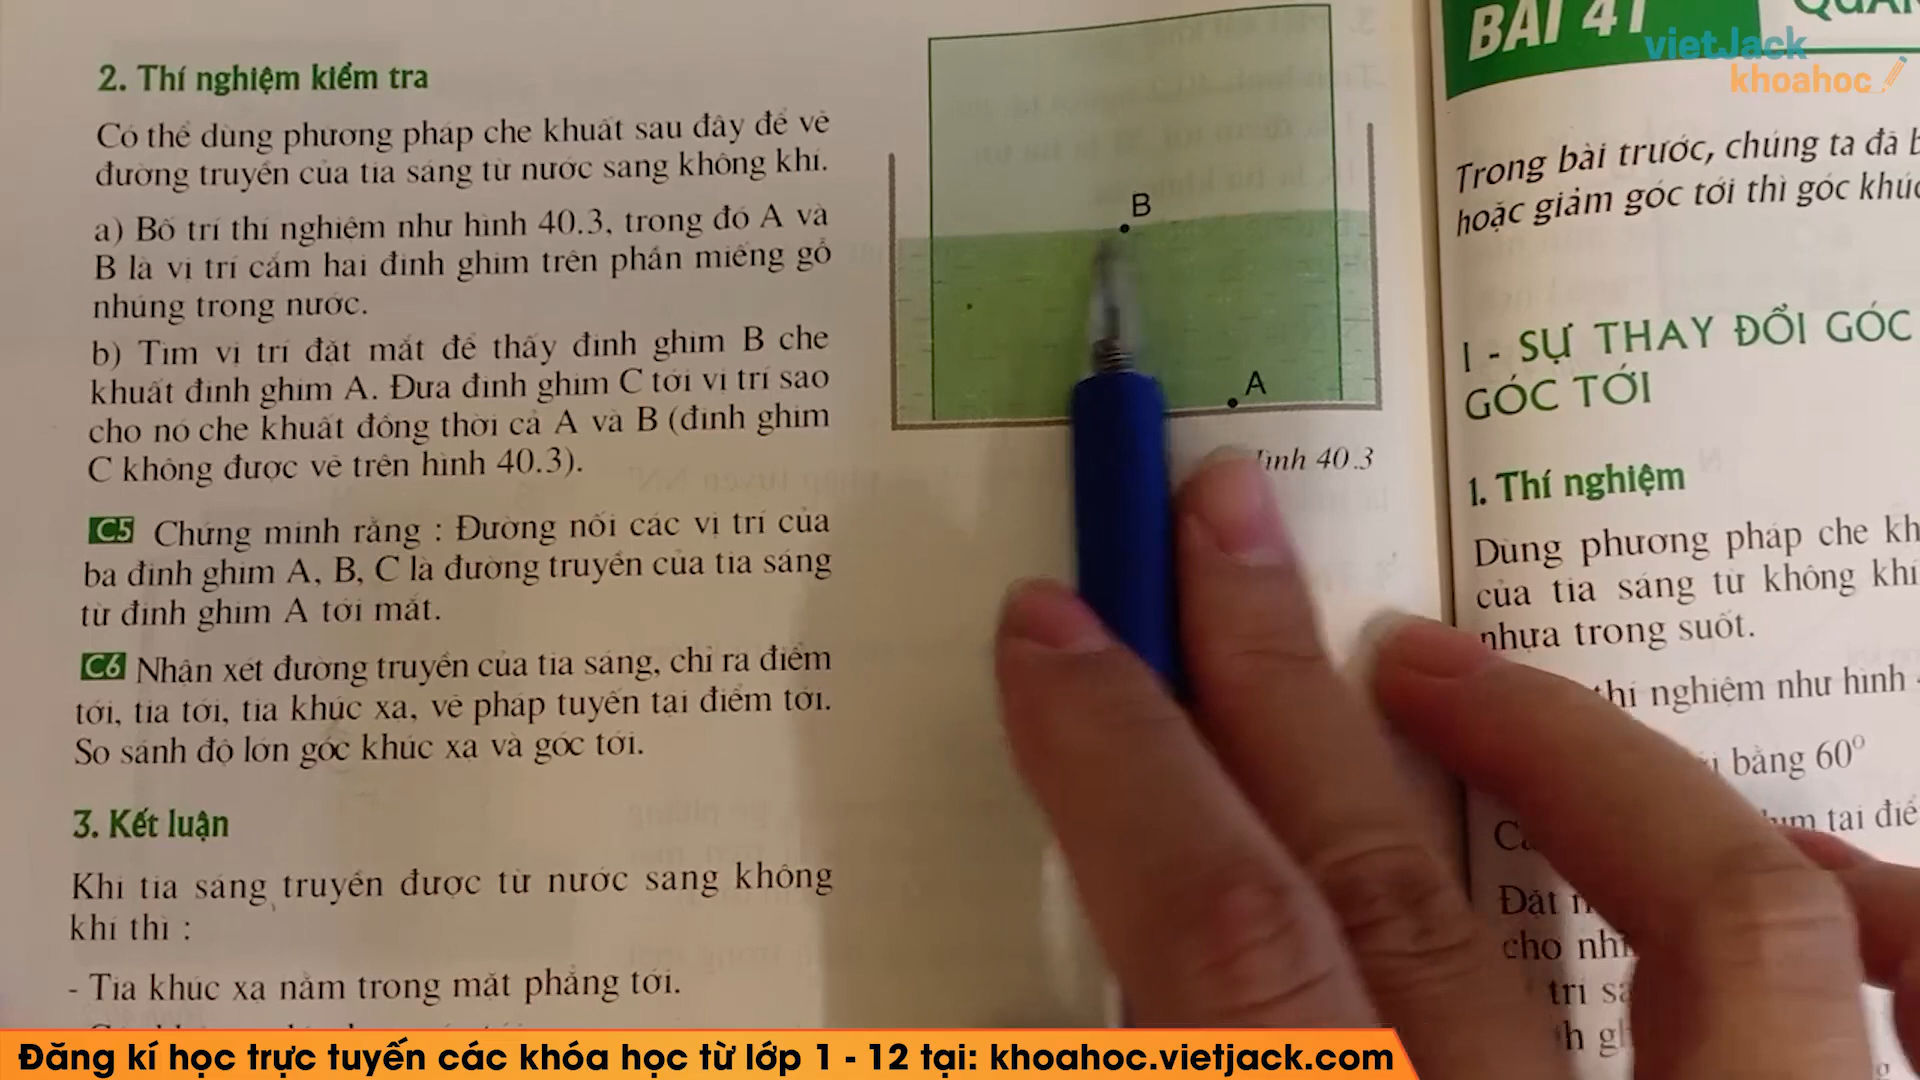 2. Thí nghiệm kiểm tra
Có thể dùng phương pháp che khuất sau đây để vẽ
đường truyền của tia sáng từ nước sang không khí.
a) Bố trí thí nghiệm như hình 40.3, trong đó A và
B là vị trí cắm hai đinh ghim trên phần miếng gỗ
nhúng trong nước.
b) Tìm vị trí đặt mắt để thấy đinh ghim B che
khuất đinh ghim A. Đưa đinh ghim C tới vị trí sao
cho nó che khuất đồng thời cả A và B (đinh ghim
C không được vẽ trên hình 40.3).
C5 Chứng minh rằng : Đường nối các vị trí của
ba đinh ghim A, B, C là đường truyền của tia sáng
từ đinh ghim A tới mắt.
C6 Nhận xét đường truyền của tia sáng, chỉ ra điểm
tới, tia tới, tia khúc xạ, vẽ pháp tuyến tại điểm tới.
So sánh độ lớn góc khúc xạ và góc tới.
3. Kết luận
Khi tia sáng truyền được từ nước sang không
khí thì :
- Tia khúc xạ nằm trong mặt phẳng tới.
B
A
40.3
BÀI 41
vietJack
khoahoc
Trong bài trước, chúng ta đã
hoặc giảm góc tới thì góc
I - SỰ THAY ĐỔI GÓC
GÓC TỚI
1. Thí nghiệm
Dùng phương pháp che
của tia sáng từ không khí
nhựa trong suốt.
thí nghiệm như hình
bằng 60°
tại
Đặt
cho
trí
Đăng kí học trực tuyến các khóa học từ lớp 1 - 12 tại: khoahoc.vietjack.com